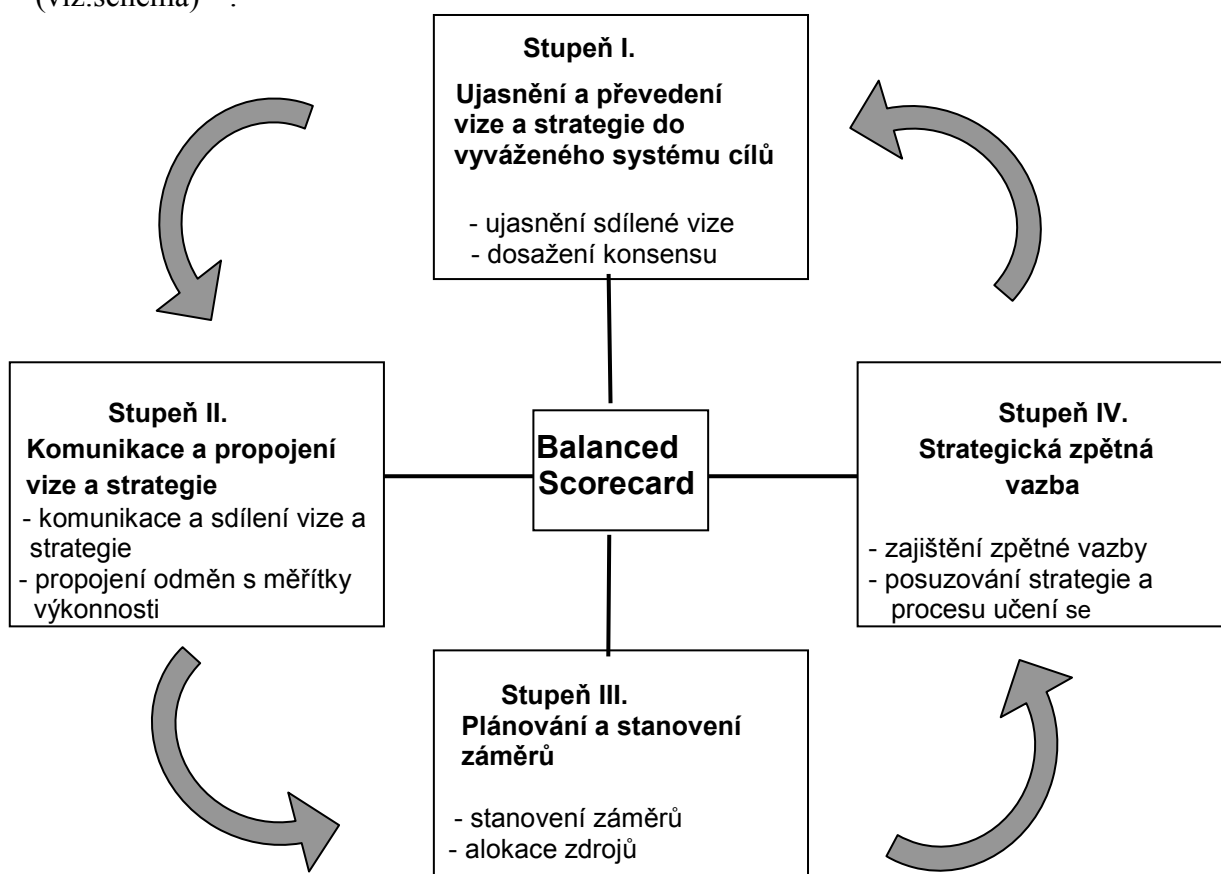 (viz.schema)
Stupeň I.
Ujasnění a převedení
vize a strategie do
vyváženého systému cílů
- ujasnění sdílené vize
- dosažení konsensu
Stupeň II.
Komunikace a propojení
vize a strategie
- komunikace a sdílení vize a
strategie
- propojení odměn s měřítky
výkonnosti
Balanced
Scorecard
Stupeň IV.
Strategická zpětná
vazba
- zajištění zpětné vazby
- posuzování strategie a
procesu učení se
Stupeň III.
Plánování a stanovení
záměrů
- stanovení záměrů
- alokace zdrojů